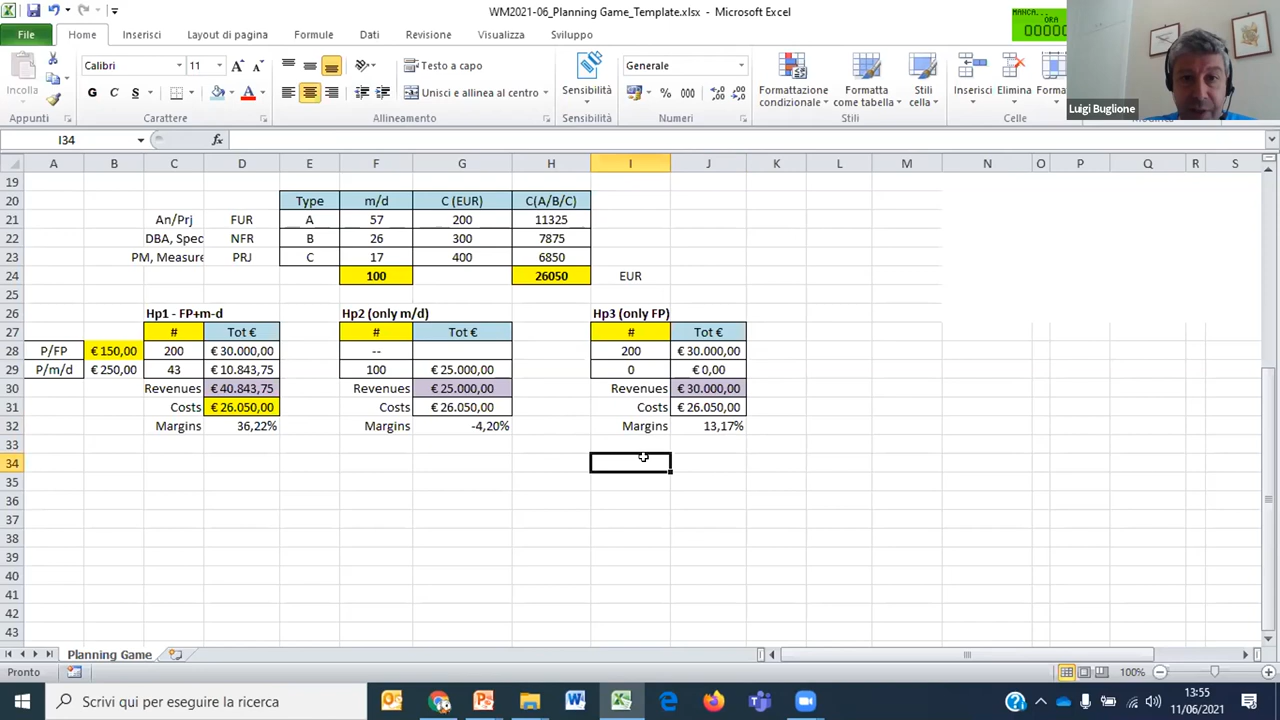 WM2021-06_Planning Game_Template.xlsx - Microsoft Excel
MANCA...
ORA
File Home Inserisci Layout di pagina Formule Dati Revisione Visualizza Sviluppo
Incolla
Calibri 11
G C S
Testo a capo
Unisci e allinea al centro
Generale
% 000
Sensibilità
Formattazione condizionale
Formatta come tabella
Stili cella
Inserisci Elimina Forma
Appunti Carattere Allineamento Numeri Sensibilità Stili Celle
Luigi Buglione
I34 fx
A B C D E F G H I J K L M N O P Q R S
19
20 Type m/d C (EUR) C(A/B/C)
21 An/Prj FUR A 57 200 11325
22 DBA, Spec NFR B 26 300 7875
23 PM, Measure PRJ C 17 400 6850
24 100 26050 EUR
25
26 Hp1 - FP+m-d Hp2 (only m/d) Hp3 (only FP)
27 # Tot € # Tot € # Tot €
28 P/FP € 150,00 200 € 30.000,00 -- 200 € 30.000,00
29 P/m/d € 250,00 43 € 10.843,75 100 € 25.000,00 0 € 0,00
30 Revenues € 40.843,75 Revenues € 25.000,00 Revenues € 30.000,00
31 Costs € 26.050,00 Costs € 26.050,00 Costs € 26.050,00
32 Margins 36,22% Margins -4,20% Margins 13,17%
33
34
35
36
37
38
39
40
41
42
43
Planning Game
Pronto 100%
Scrivi qui per eseguire la ricerca
13:55
11/06/2021